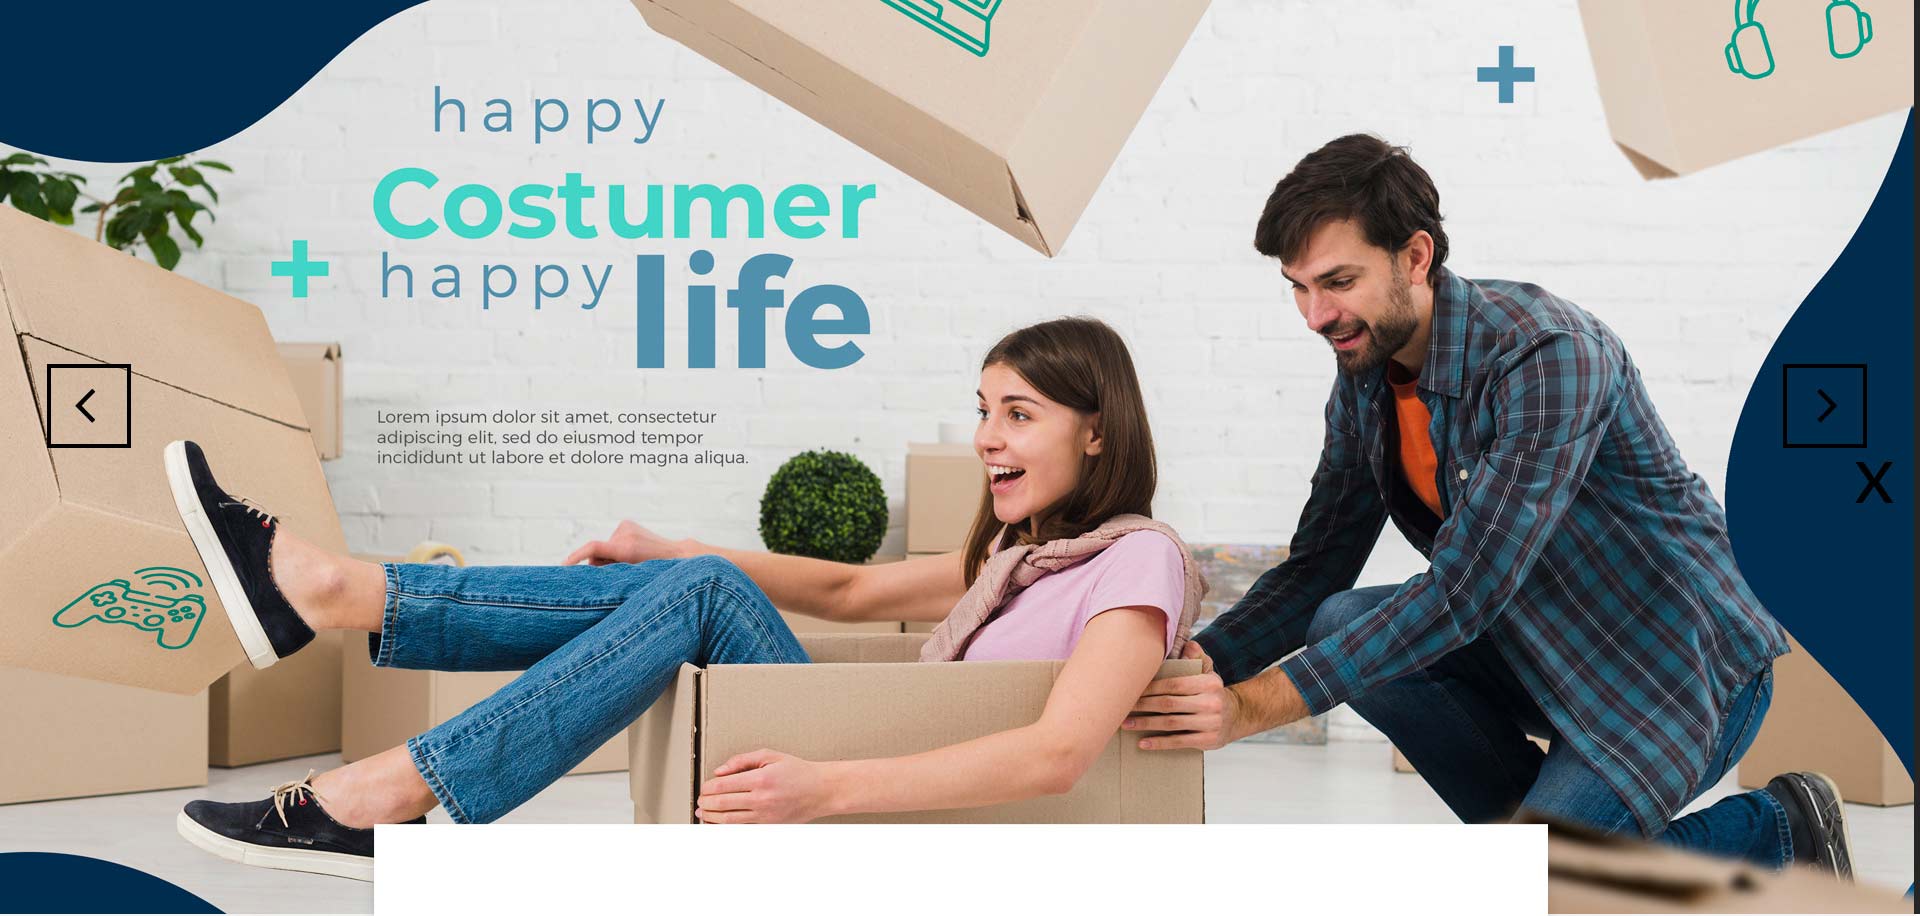 happy
Costumer
happy life
Lorem ipsum dolor sit amet, consectetur
adipiscing elit, sed do eiusmod tempor
incididunt ut labore et dolore magna aliqua.
X